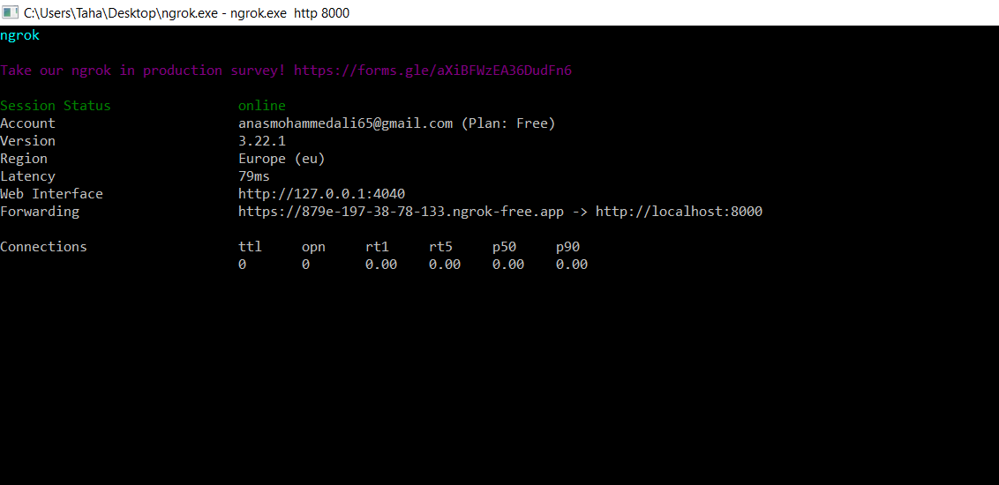 C:\Users\Taha\Desktop\ngrok.exe - ngrok.exe  http 8000
ngrok
Take our ngrok in production survey! https://forms.gle/aXiBFWzEA36DudFn6
Session Status                online
Account                       anasmohammedali65@gmail.com (Plan: Free)
Version                       3.22.1
Region                        Europe (eu)
Latency                       79ms
Web Interface                 http://127.0.0.1:4040
Forwarding                    https://879e-197-38-78-133.ngrok-free.app -> http://localhost:8000
Connections                   ttl     opn     rt1     rt5     p50     p90
                              0       0       0.00    0.00    0.00    0.00